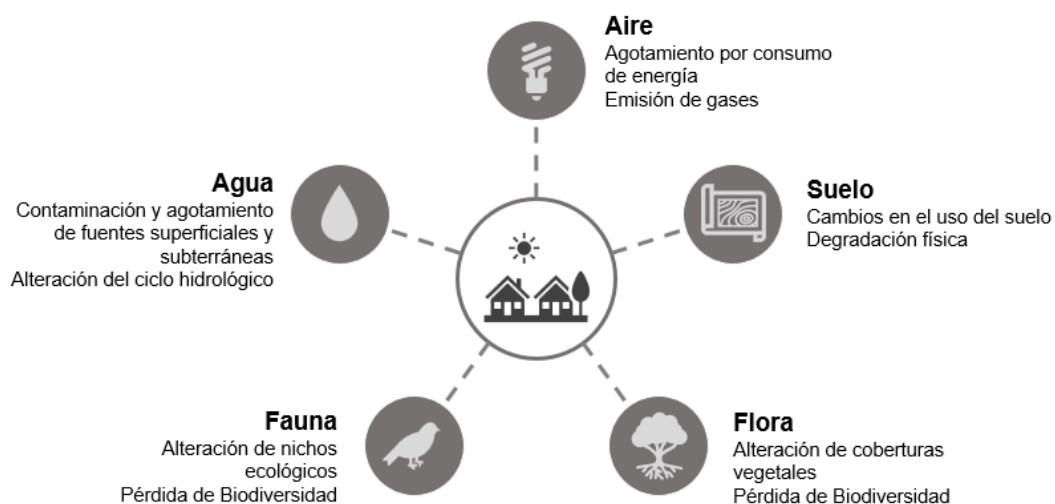 Aire
Agotamiento por consumo
de energía
Emisión de gases
Agua
Contaminación y agotamiento
de fuentes superficiales y
subterráneas
Alteración del ciclo hidrológico
Suelo
Cambios en el uso del suelo
Degradación física
Fauna
Alteración de nichos
ecológicos
Pérdida de Biodiversidad
Flora
Alteración de coberturas
vegetales
Pérdida de Biodiversidad